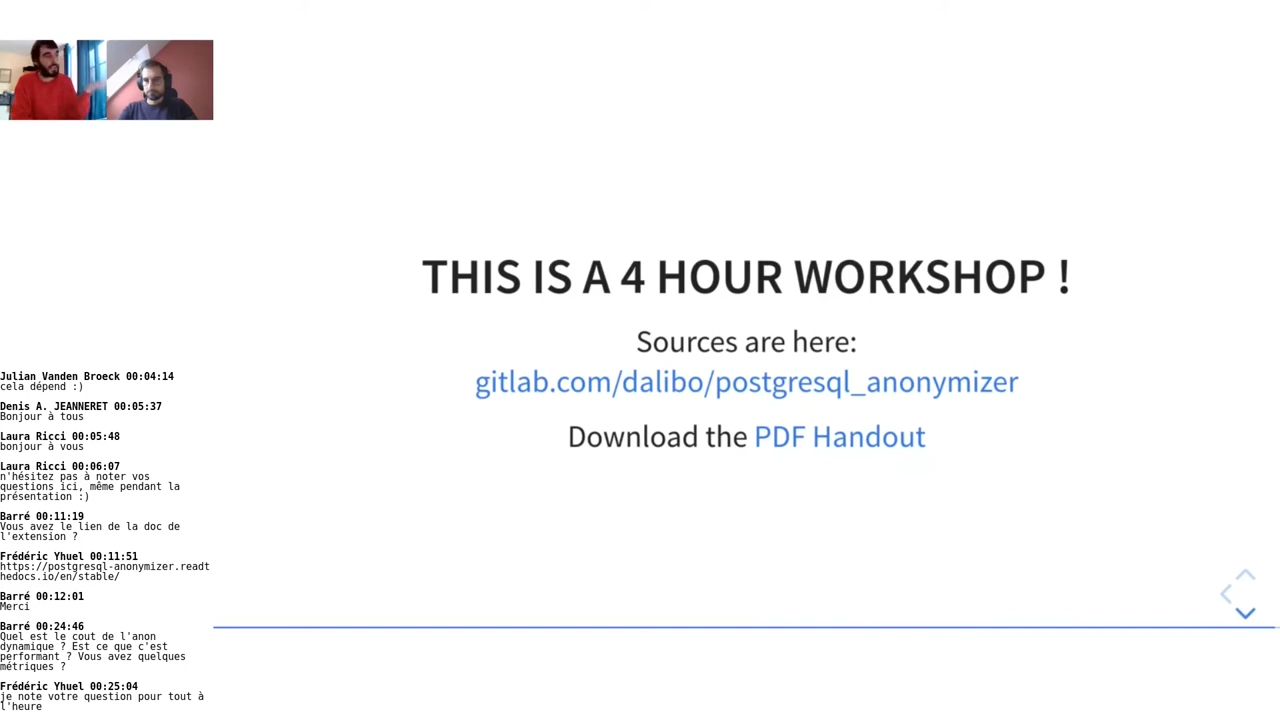 THIS IS A 4 HOUR WORKSHOP !
Sources are here:
gitlab.com/dalibo/postgresql_anonymizer
Download the PDF Handout
Julian Vanden Broeck 00:04:14
cela dépend :)
Denis A. JEANNERET 00:05:37
Bonjour à tous
Laura Ricci 00:05:48
bonjour à vous
Laura Ricci 00:06:07
n'hésitez pas à noter vos
questions ici, même pendant la
présentation :)
Barré 00:11:19
Vous avez le lien de la doc de
l'extension ?
Frédéric Yhuel 00:11:51
https://postgresql-anonymizer.readt
hedocs.io/en/stable/
Barré 00:12:01
Merci
Barré 00:24:46
Quel est le cout de l'anon
dynamique ? Est ce que c'est
performant ? Vous avez quelques
métriques ?
Frédéric Yhuel 00:25:04
je note votre question pour tout à
l'heure